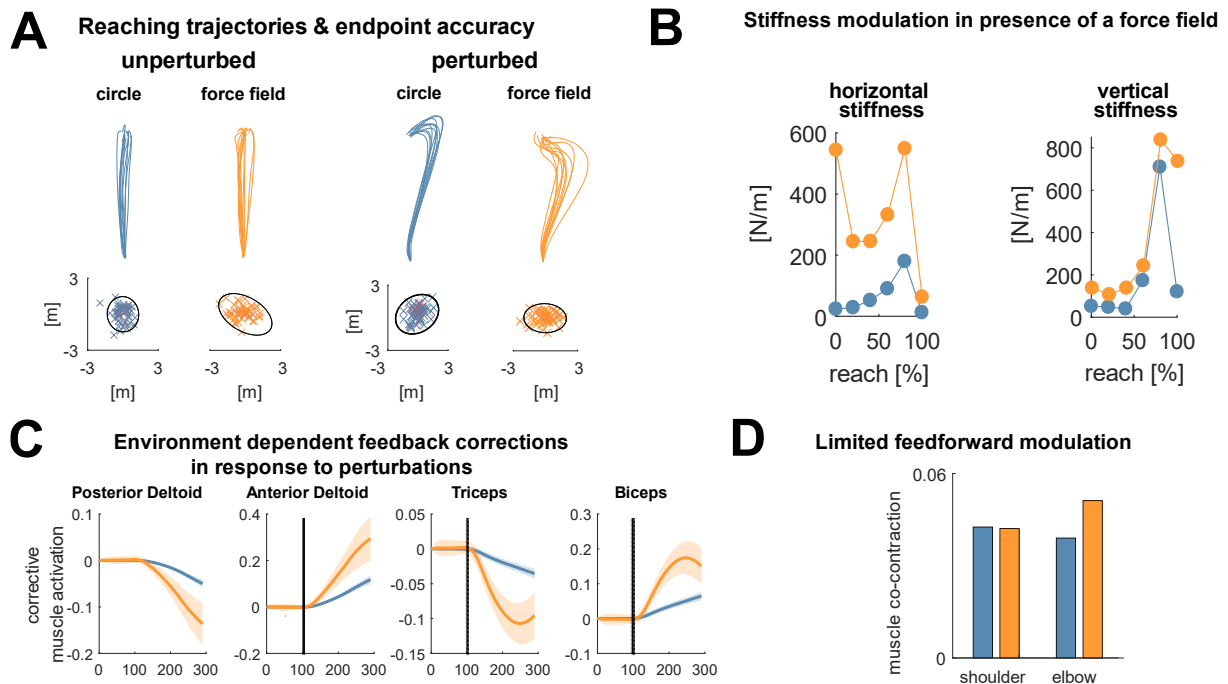 A
Reaching trajectories & endpoint accuracy
unperturbed
perturbed
circle
force field
circle
force field
3
[m]
-3
-3
3
[m]
3
3
[m]
-3
-3
3
[m]
3
B
Stiffness modulation in presence of a force field
horizontal
stiffness
600
400
200
0
[N/m]
0
50
100
reach [%]
vertical
stiffness
800
600
400
200
0
[N/m]
0
50
100
reach [%]
C
Environment dependent feedback corrections
in response to perturbations
corrective
muscle activation
Posterior Deltoid
0.1
0
-0.1
-0.2
0
100
200
300
Anterior Deltoid
0.4
0.2
0
-0.2
0
100
200
300
Triceps
0.05
0
-0.05
-0.1
-0.15
0
100
200
300
Biceps
0.3
0.2
0.1
0
-0.1
0
100
200
300
D
Limited feedforward modulation
0.06
0
muscle co-contraction
shoulder
elbow